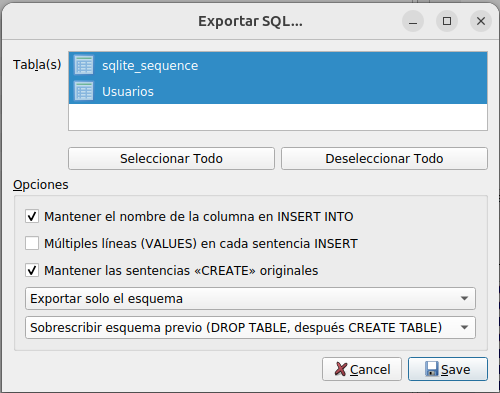 Exportar SQL...
Tabla(s)
sqlite_sequence
Usuarios
Seleccionar Todo
Deseleccionar Todo
Opciones
Mantener el nombre de la columna en INSERT INTO
Múltiples líneas (VALUES) en cada sentencia INSERT
Mantener las sentencias «CREATE» originales
Exportar solo el esquema
Sobrescribir esquema previo (DROP TABLE, después CREATE TABLE)
Cancel
Save